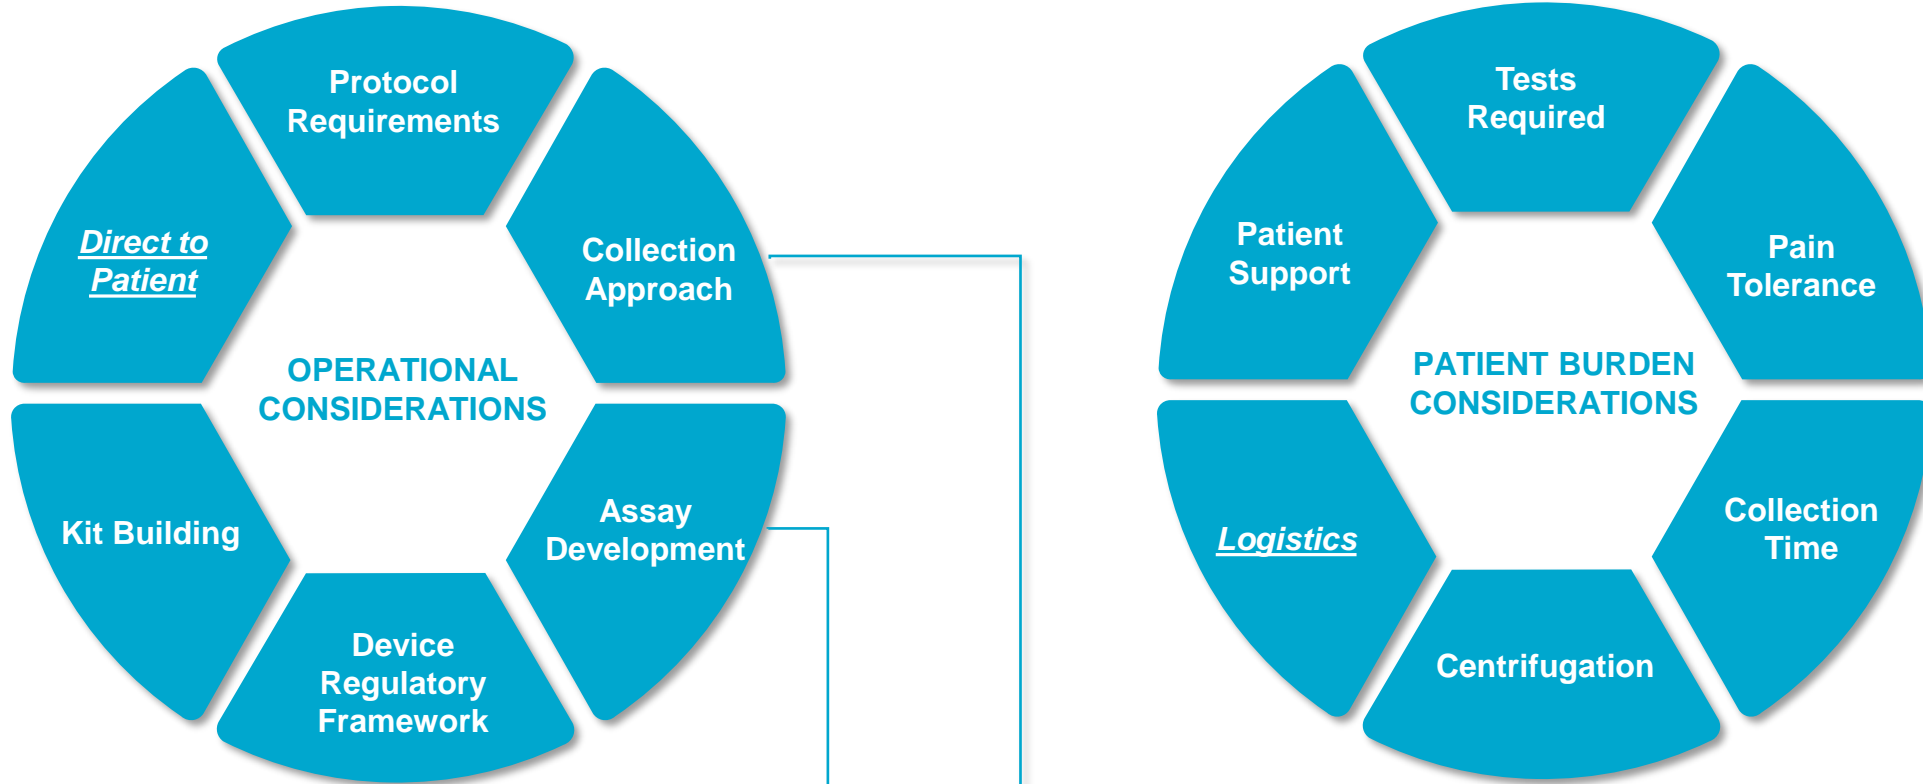 Protocol
Requirements
Collection
Approach
Assay
Development
Device
Regulatory
Framework
Kit Building
Direct to
Patient
OPERATIONAL
CONSIDERATIONS
Tests
Required
Pain
Tolerance
Collection
Time
Centrifugation
Logistics
Patient
Support
PATIENT BURDEN
CONSIDERATIONS